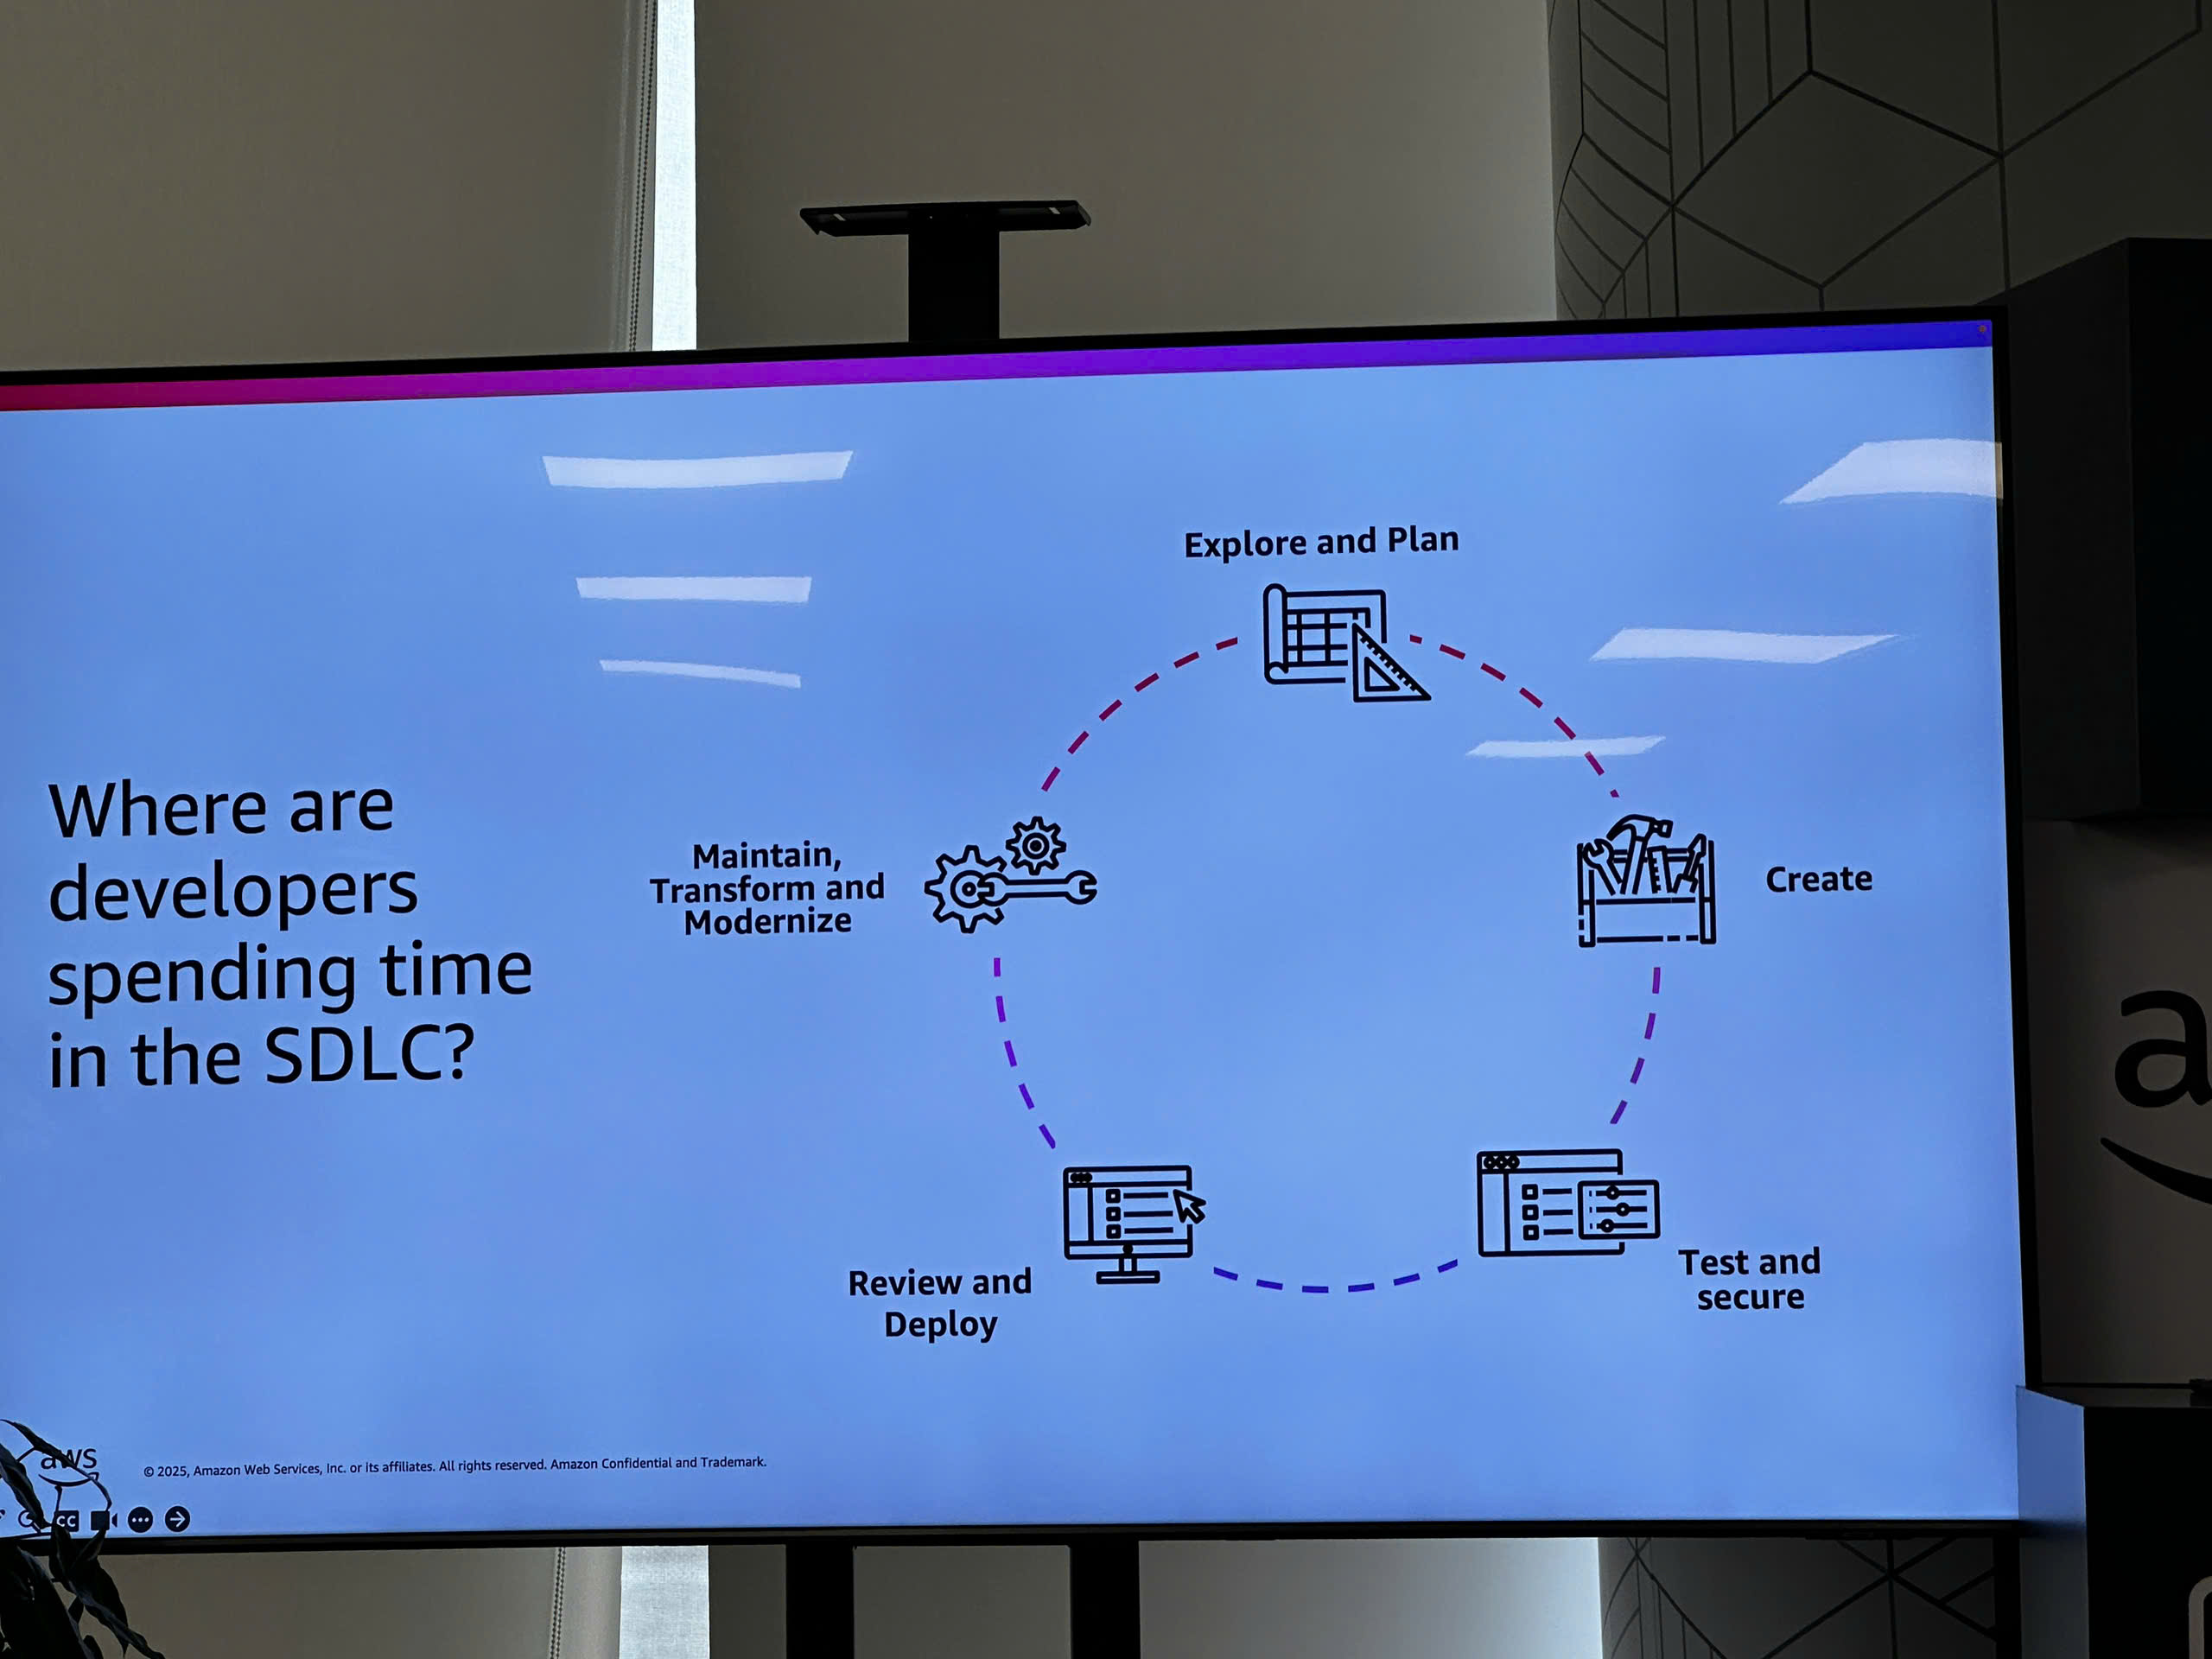 Where are
developers
spending time
in the SDLC?
Explore and Plan
Create
Test and
secure
Review and
Deploy
Maintain,
Transform and
Modernize
aws
© 2025, Amazon Web Services, Inc. or its affiliates. All rights reserved. Amazon Confidential and Trademark.
CC
a